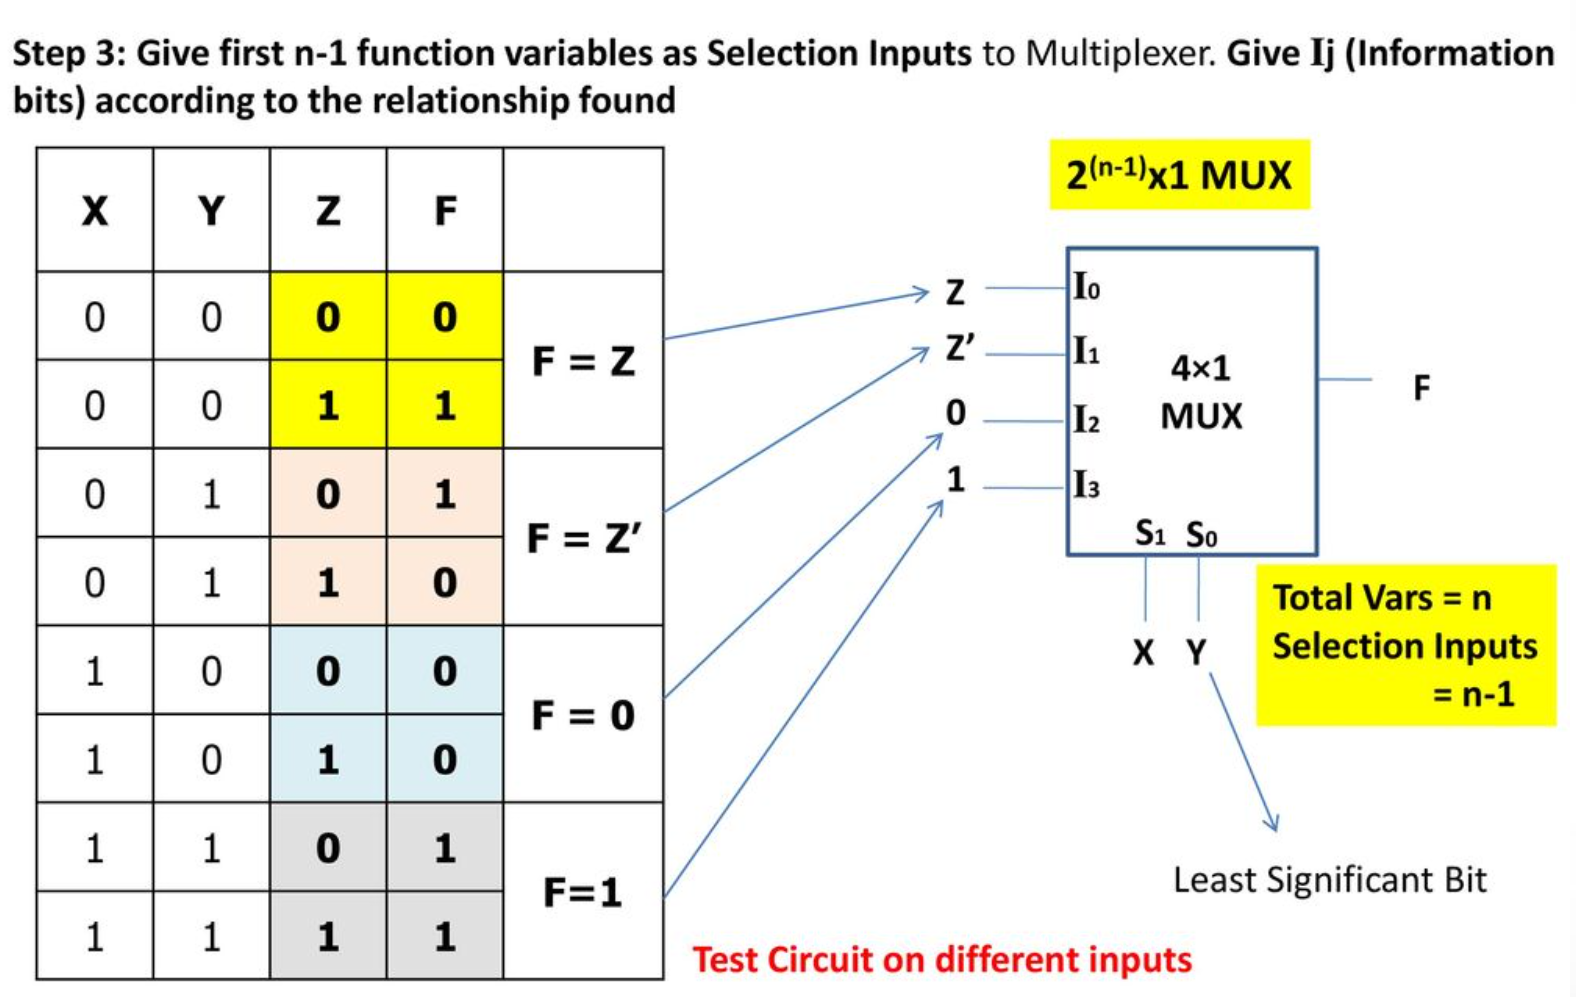 Step 3: Give first n-1 function variables as Selection Inputs to Multiplexer. Give Ij (Information
bits) according to the relationship found
X Y Z F
0 0 0 0
F = Z
0 0 1 1
0 1 0 1
F = Z'
0 1 1 0
1 0 0 0
F = 0
1 0 1 0
1 1 0 1
F=1
1 1 1 1
2(n-1)x1 MUX
Z I0
Z' I1
0 I2
1 I3
4×1
MUX
F
S1 S0
X Y
Total Vars = n
Selection Inputs
= n-1
Least Significant Bit
Test Circuit on different inputs